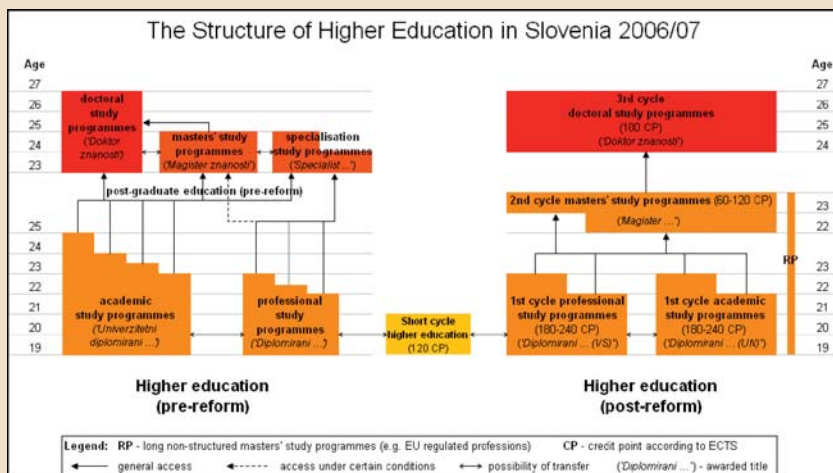 The Structure of Higher Education in Slovenia 2006/07
Age
27
26
25
24
23
25
24
23
22
21
20
19
doctoral
study
programmes
('Doktor
znanosti')
masters' study
programmes
('Magister znanosti')
specialisation
study programmes
('Specialist ...')
post-graduate education (pre-reform)
academic
study programmes
('Univerzitetni
diplomirani ...')
professional
study
programmes
('Diplomirani ...')
Higher education
(pre-reform)
Short cycle
higher education
(120 CP)
3rd cycle
doctoral study programmes
(180 CP)
('Doktor znanosti')
2nd cycle masters' study programmes (60-120 CP)
('Magister ...')
1st cycle professional
study programmes
(180-240 CP)
('Diplomirani ... (VS)')
1st cycle academic
study programmes
(180-240 CP)
('Diplomirani ... (UN)')
RP
Higher education
(post-reform)
Age
27
26
25
24
23
22
23
22
21
20
19
Legend: RP - long non-structured masters' study programmes (e.g. EU regulated professions) CP - credit point according to ECTS
general access access under certain conditions possibility of transfer ('Diplomirani ...') - awarded title